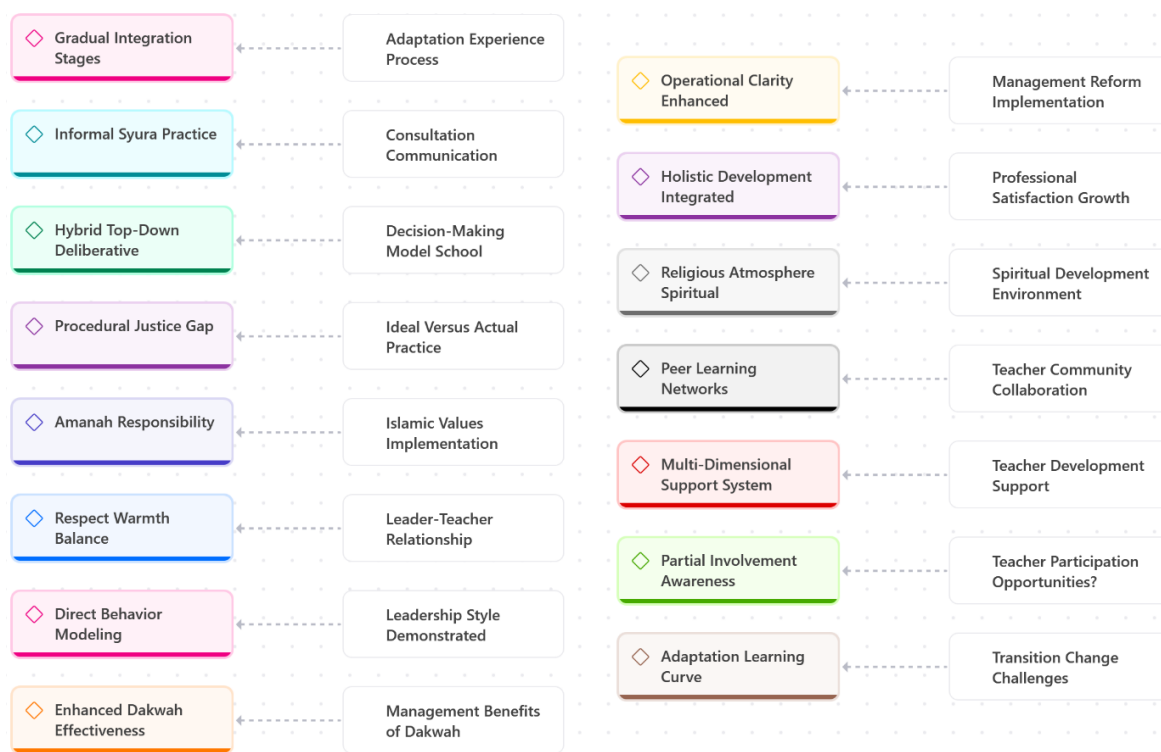 Gradual Integration
Stages
Adaptation Experience
Process
Informal Syura Practice
Consultation
Communication
Hybrid Top-Down
Deliberative
Decision-Making
Model School
Procedural Justice Gap
Ideal Versus Actual
Practice
Amanah Responsibility
Islamic Values
Implementation
Respect Warmth
Balance
Leader-Teacher
Relationship
Direct Behavior
Modeling
Leadership Style
Demonstrated
Enhanced Dakwah
Effectiveness
Management Benefits
of Dakwah
Operational Clarity
Enhanced
Management Reform
Implementation
Holistic Development
Integrated
Professional
Satisfaction Growth
Religious Atmosphere
Spiritual
Spiritual Development
Environment
Peer Learning
Networks
Teacher Community
Collaboration
Multi-Dimensional
Support System
Teacher Development
Support
Partial Involvement
Awareness
Teacher Participation
Opportunities?
Adaptation Learning
Curve
Transition Change
Challenges